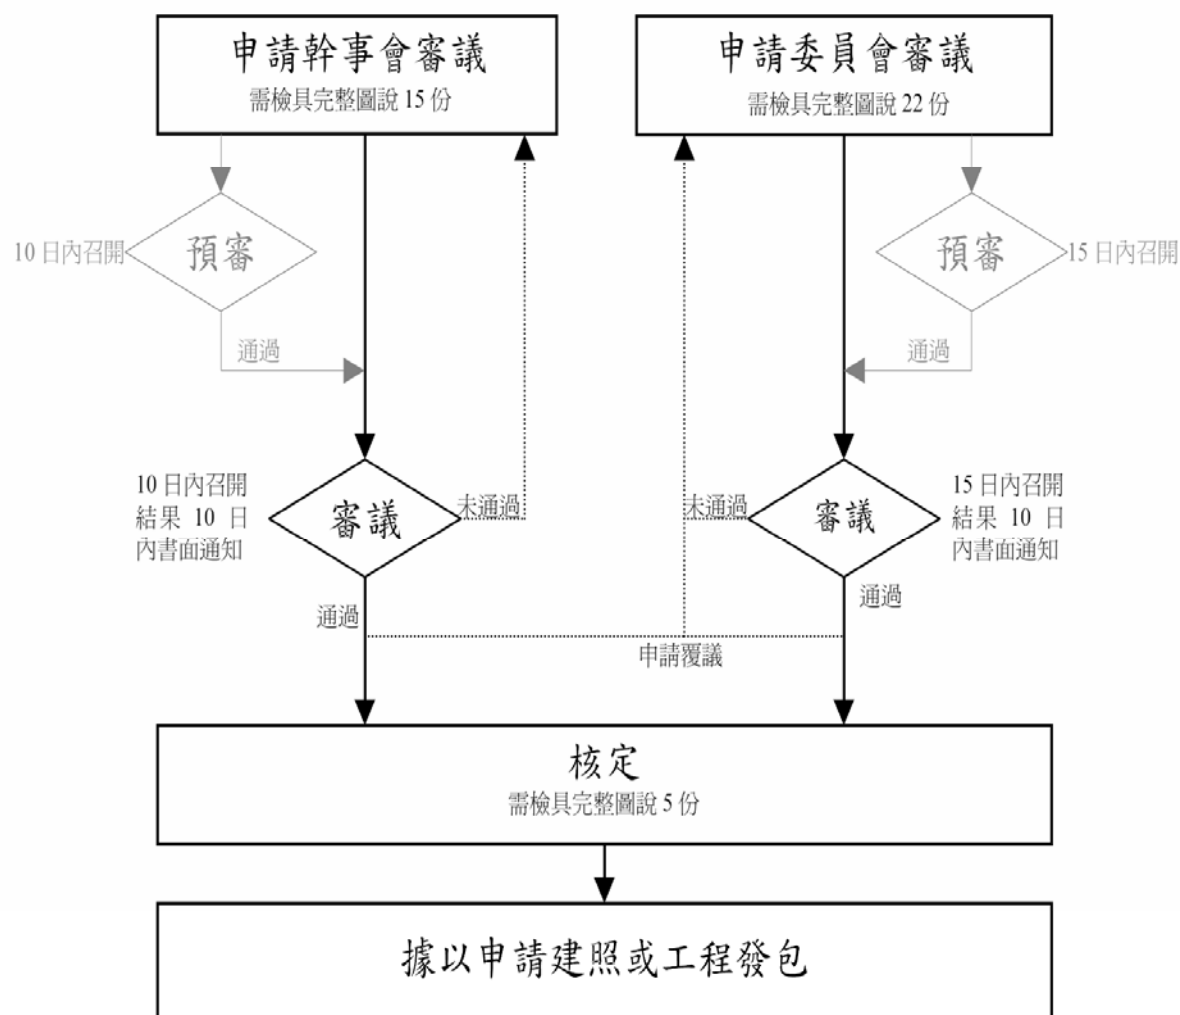 申請幹事會審議
需檢具完整圖說 15 份
申請委員會審議
需檢具完整圖說 22 份
10 日內召開
預審
預審
15 日內召開
通過
通過
10 日內召開
結果 10 日
內書面通知
審議
未通過
未通過
審議
15 日內召開
結果 10 日
內書面通知
通過
通過
申請覆議
核定
需檢具完整圖說 5 份
據以申請建照或工程發包